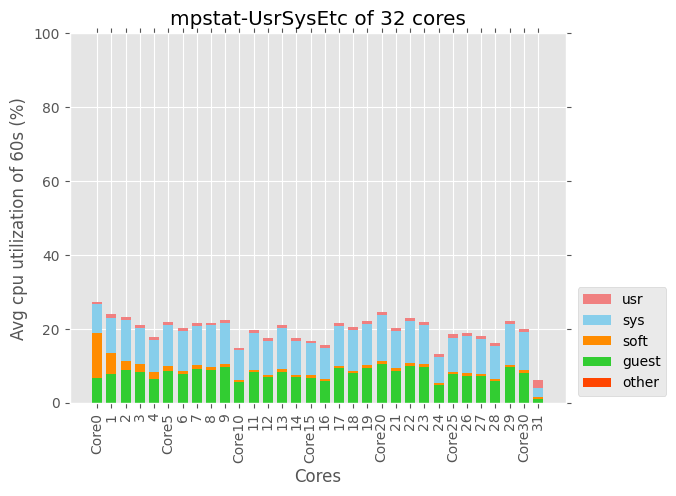 mpstat-UsrSysEtc of 32 cores
Avg cpu utilization of 60s (%)
100
80
60
40
20
0
Core0
1
2
3
4
Core5
6
7
8
9
Core10
11
12
13
14
Core15
16
17
18
19
Core20
21
22
23
24
Core25
26
27
28
29
Core30
31
Cores
usr
sys
soft
guest
other